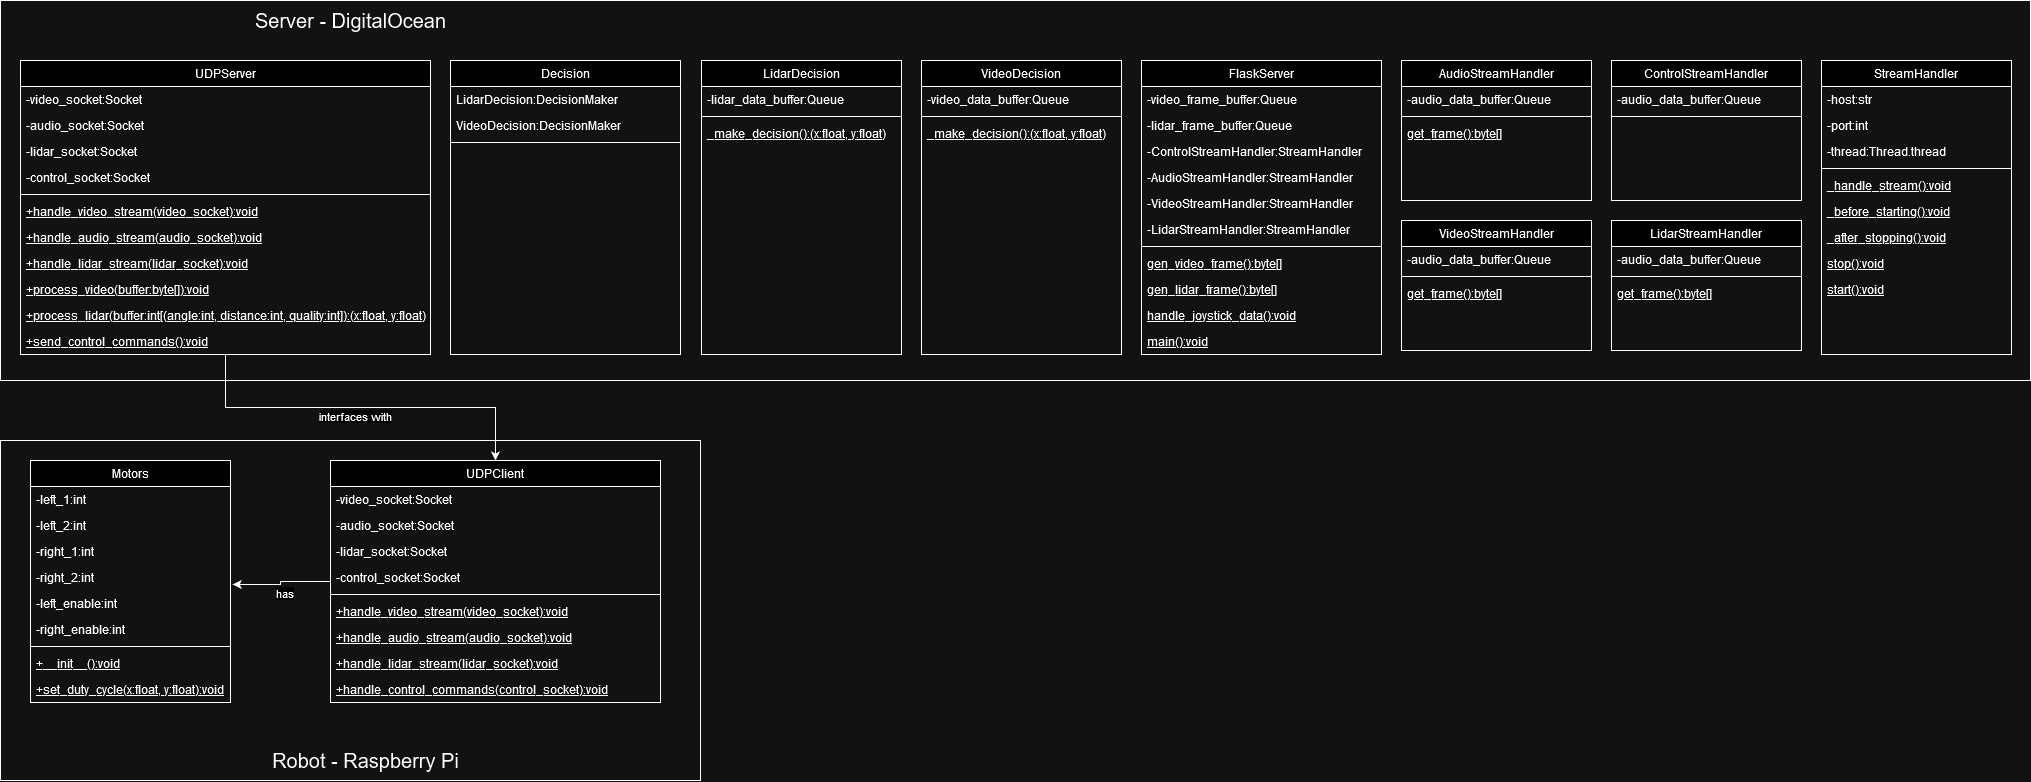 Server - DigitalOcean
UDPServer
-video_socket:Socket
-audio_socket:Socket
-lidar_socket:Socket
-control_socket:Socket
+handle_video_stream(video_socket):void
+handle_audio_stream(audio_socket):void
+handle_lidar_stream(lidar_socket):void
+process_video(buffer:byte[]):void
+process_lidar(buffer:int[(angle:int, distance:int, quality:int]):(x:float, y:float)
+send_control_commands():void
Decision
LidarDecision:DecisionMaker
VideoDecision:DecisionMaker
LidarDecision
-lidar_data_buffer:Queue
_make_decision():(x:float, y:float)
VideoDecision
-video_data_buffer:Queue
_make_decision():(x:float, y:float)
FlaskServer
-video_frame_buffer:Queue
-lidar_frame_buffer:Queue
-ControlStreamHandler:StreamHandler
-AudioStreamHandler:StreamHandler
-VideoStreamHandler:StreamHandler
-LidarStreamHandler:StreamHandler
gen_video_frame():byte[]
gen_lidar_frame():byte[]
handle_joystick_data():void
main():void
AudioStreamHandler
-audio_data_buffer:Queue
get_frame():byte[]
ControlStreamHandler
-audio_data_buffer:Queue
VideoStreamHandler
-audio_data_buffer:Queue
get_frame():byte[]
LidarStreamHandler
-audio_data_buffer:Queue
get_frame():byte[]
StreamHandler
-host:str
-port:int
-thread:Thread.thread
_handle_stream():void
_before_starting():void
_after_stopping():void
stop():void
start():void
interfaces with
Motors
-left_1:int
-left_2:int
-right_1:int
-right_2:int
-left_enable:int
-right_enable:int
+__init__():void
+set_duty_cycle(x:float, y:float):void
has
UDPClient
-video_socket:Socket
-audio_socket:Socket
-lidar_socket:Socket
-control_socket:Socket
+handle_video_stream(video_socket):void
+handle_audio_stream(audio_socket):void
+handle_lidar_stream(lidar_socket):void
+handle_control_commands(control_socket):void
Robot - Raspberry Pi